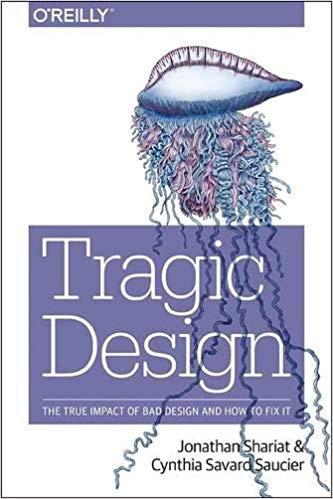 O'REILLY®
Tragic
Design
THE TRUE IMPACT OF BAD DESIGN AND HOW TO FIX IT
Jonathan Shariat &
Cynthia Savard Saucier